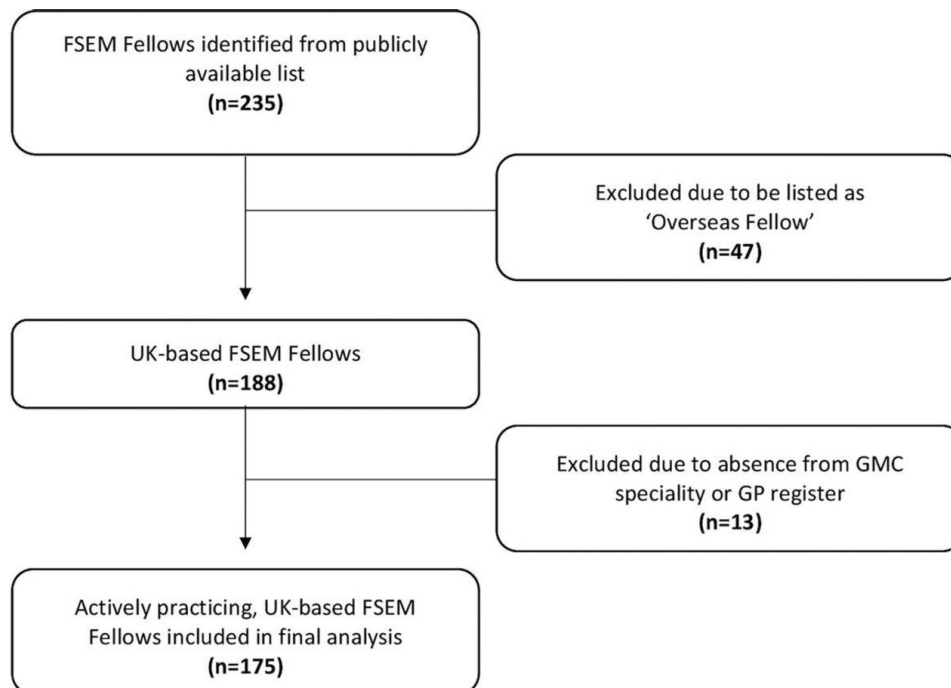 FSEM Fellows identified from publicly
available list
(n=235)
Excluded due to be listed as
‘Overseas Fellow’
(n=47)
UK-based FSEM Fellows
(n=188)
Excluded due to absence from GMC
speciality or GP register
(n=13)
Actively practicing, UK-based FSEM
Fellows included in final analysis
(n=175)